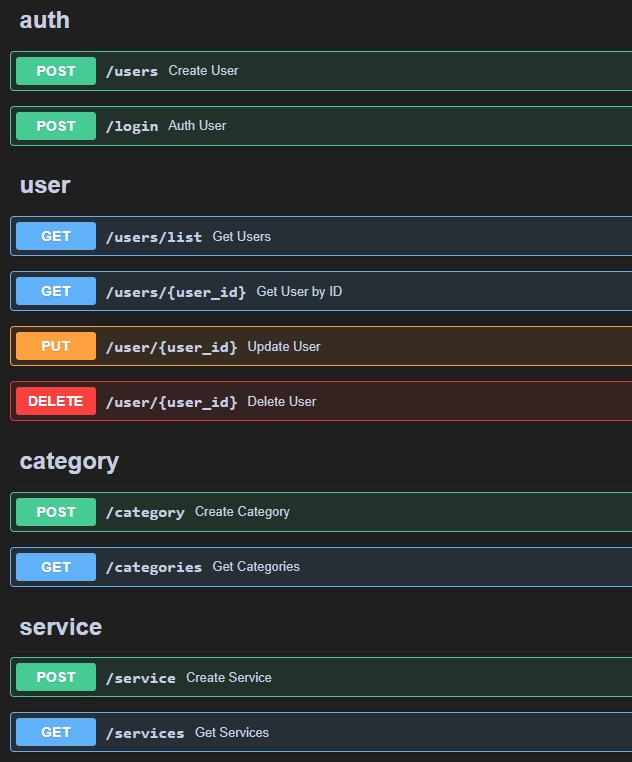 auth
POST /users Create User
POST /login Auth User
user
GET /users/list Get Users
GET /users/{user_id} Get User by ID
PUT /user/{user_id} Update User
DELETE /user/{user_id} Delete User
category
POST /category Create Category
GET /categories Get Categories
service
POST /service Create Service
GET /services Get Services